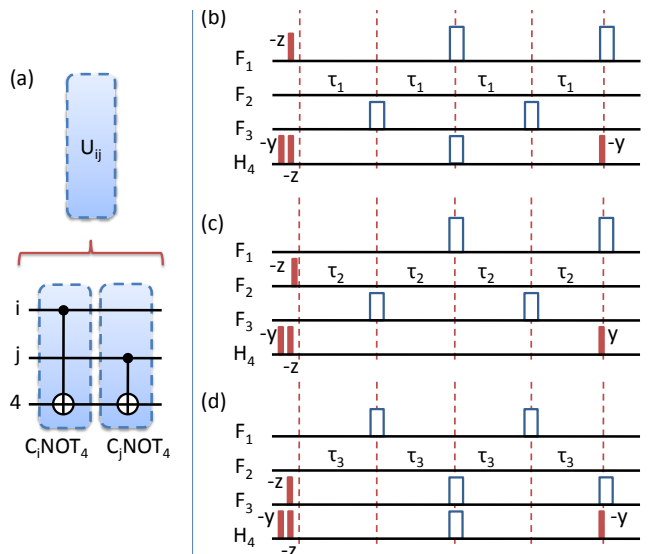 (a)
U_ij
i
j
4
C_iNOT_4 C_jNOT_4
(b)
-z
F_1
τ_1 τ_1 τ_1 τ_1
F_2
F_3
-y -y
H_4
-z
(c)
F_1
-z τ_2 τ_2 τ_2 τ_2
F_2
F_3
-y y
H_4
-z
(d)
F_1
τ_3 τ_3 τ_3 τ_3
F_2
-z
F_3
-y -y
H_4
-z